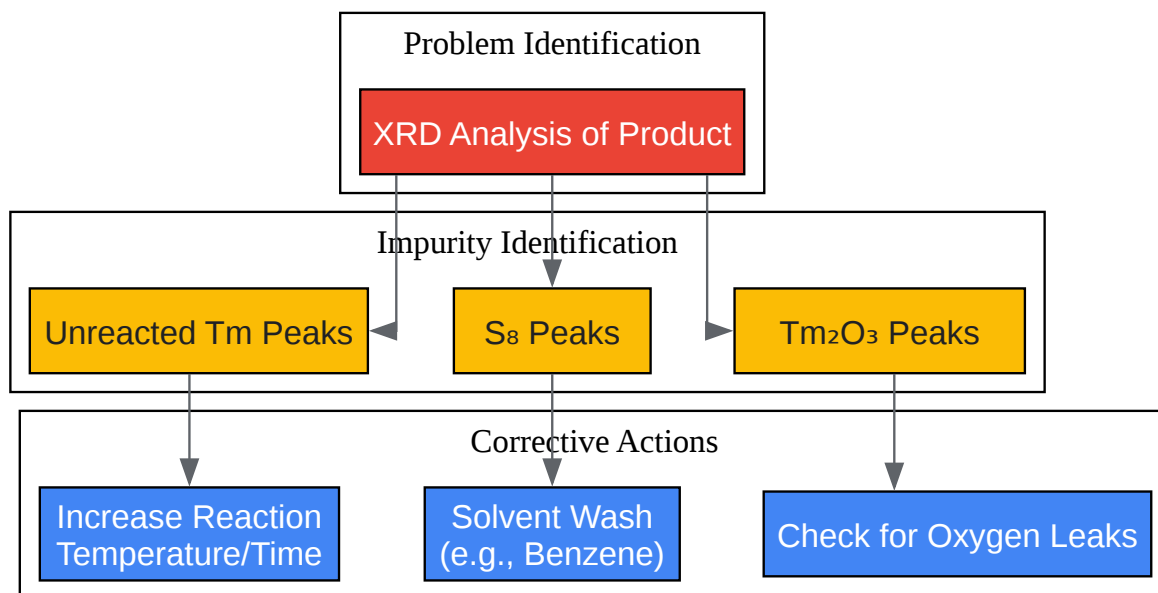 Problem Identification
XRD Analysis of Product
Impurity Identification
Unreacted Tm Peaks
S₈ Peaks
Tm₂O₃ Peaks
Corrective Actions
Increase Reaction
Temperature/Time
Solvent Wash
(e.g., Benzene)
Check for Oxygen Leaks